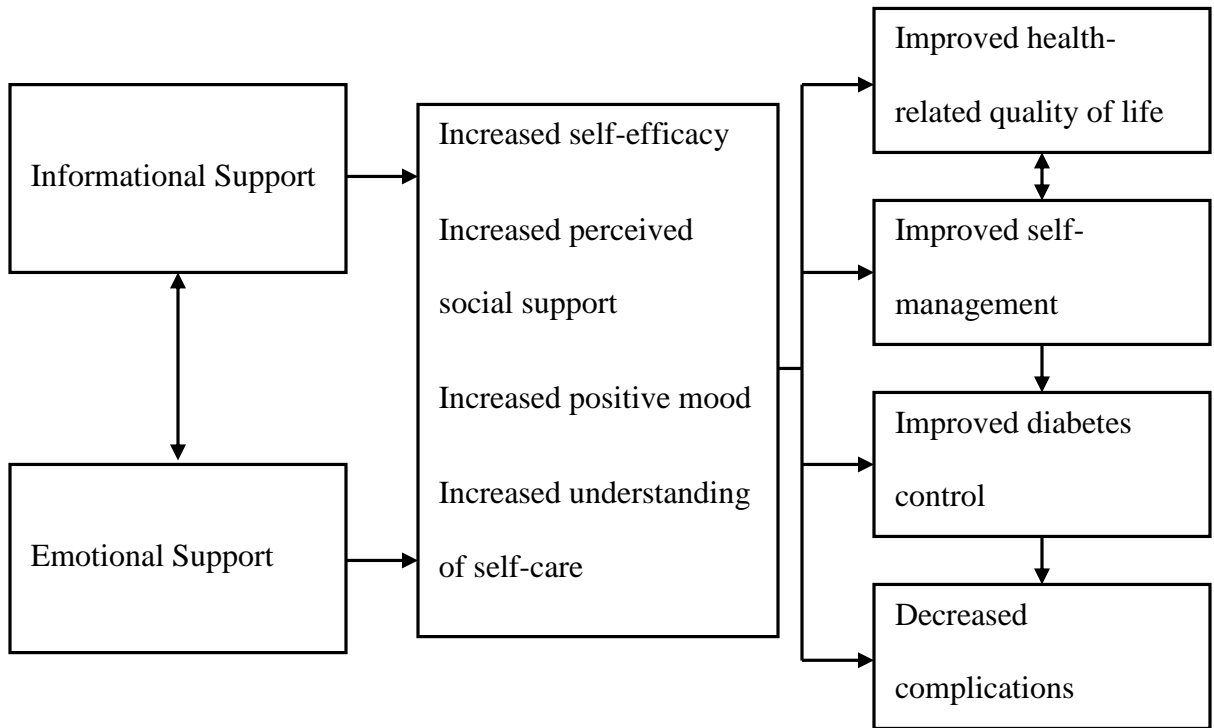 Informational Support
Emotional Support
Increased self-efficacy
Increased perceived
social support
Increased positive mood
Increased understanding
of self-care
Improved health-
related quality of life
Improved self-
management
Improved diabetes
control
Decreased
complications